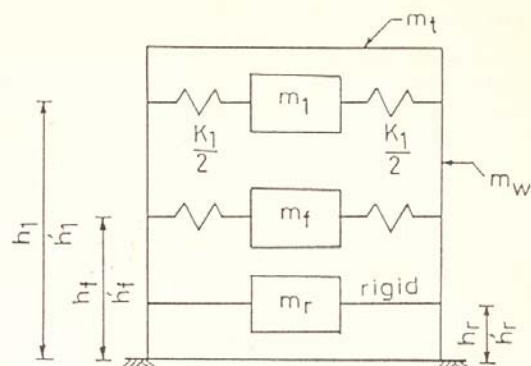 m_t
m_1
K_1/2
K_1/2
m_w
h_1
h́_1
m_f
h_f
h́_f
m_r
rigid
h_r
h́_r